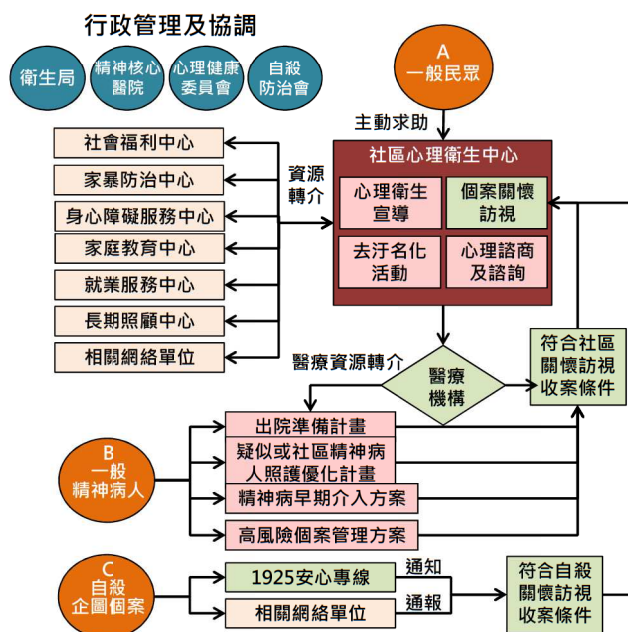 行政管理及協調
衛生局
精神核心
醫院
心理健康
委員會
自殺
防治會
A
一般民眾
主動求助
社區心理衛生中心
心理衛生
宣導
個案關懷
訪視
去汙名化
活動
心理諮商
及諮詢
資源
轉介
社會福利中心
家暴防治中心
身心障礙服務中心
家庭教育中心
就業服務中心
長期照顧中心
相關網絡單位
醫療資源轉介
醫療
機構
符合社區
關懷訪視
收案條件
B
一般
精神病人
出院準備計畫
疑似或社區精神病
人照護優化計畫
精神病早期介入方案
高風險個案管理方案
C
自殺
企圖個案
1925安心專線
通知
相關網絡單位
通報
符合自殺
關懷訪視
收案條件